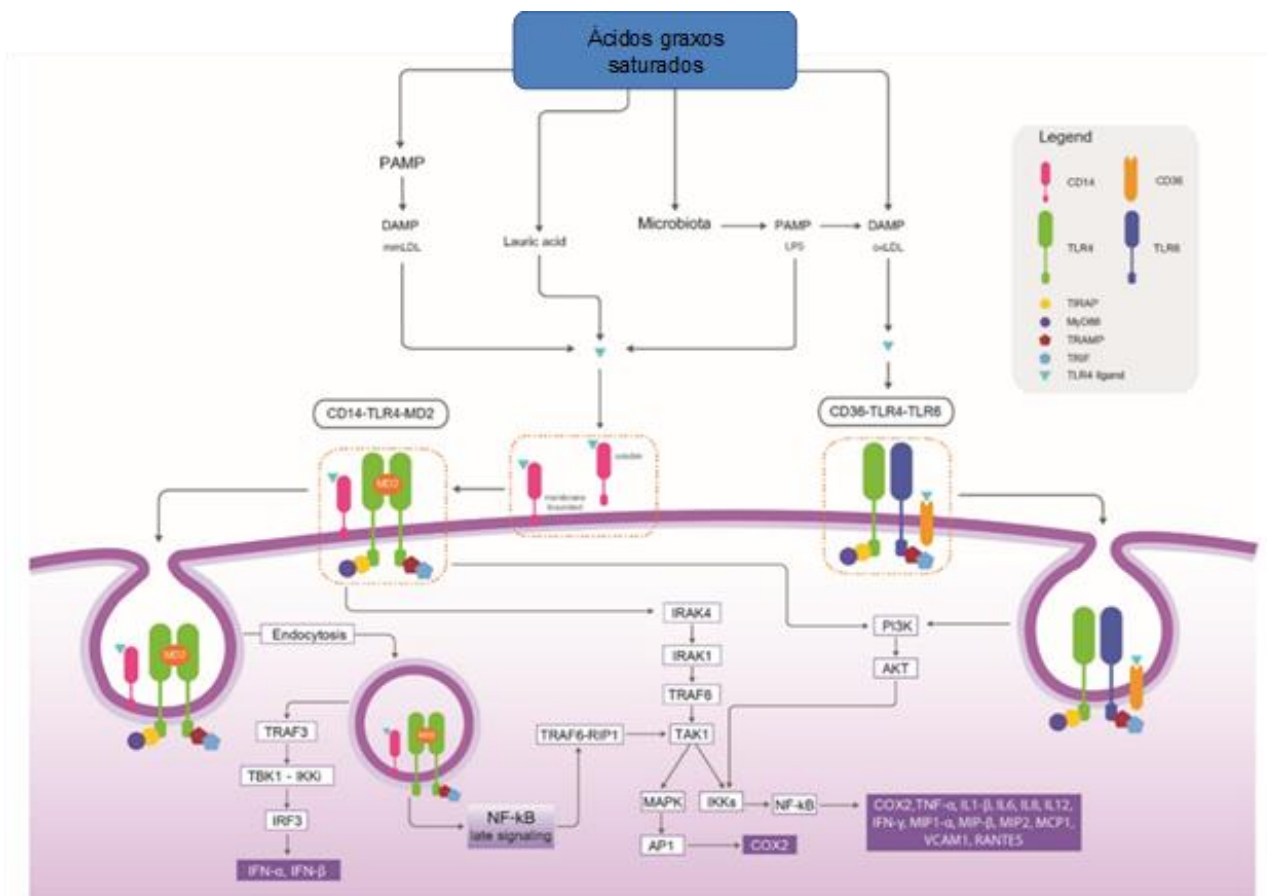 Ácidos graxos
saturados
PAMP
DAMP
mmLDL
Lauric acid
Microbiota
PAMP
LPS
DAMP
oxLDL
Legend
CD14
CD36
TLR4
TLR6
TIRAP
MyD88
TRAMP
TRIF
TLR4 ligand
CD14-TLR4-MD2
CD36-TLR4-TLR6
MD2
soluble
membrane
bounded
Endocytosis
MD2
MD2
TRAF3
TBK1 - IKKi
IRF3
IFN-α, IFN-β
NF-kB
late signaling
TRAF6-RIP1
IRAK4
IRAK1
TRAF6
TAK1
MAPK
IKKs
NF-kB
AP1
COX2
PI3K
AKT
COX2,TNF-α, IL1-β, IL6, IL8, IL12,
IFN-γ, MIP1-α, MIP-β, MIP2, MCP1,
VCAM1, RANTES